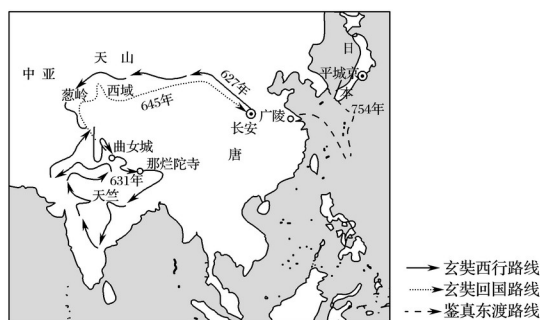 中亚
天山
葱岭
西域
627年
645年
长安
广陵
唐
日本
平城京
754年
曲女城
那烂陀寺
631年
天竺
玄奘西行路线
玄奘回国路线
鉴真东渡路线